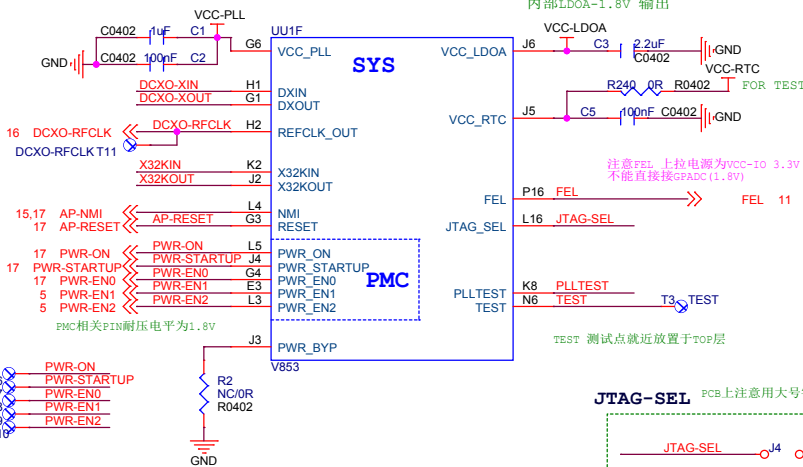 内部LDOA-1.8V 输出
VCC-PLL
VCC-LDOA
C0402 1uF C1
UU1F
C0402 100nF C2
G6 VCC_PLL
SYS
VCC_LDOA J6
C3 2.2uF
C0402
GND
GND
VCC-RTC
R240 0R R0402
FOR TEST
DCXO-XIN H1 DXIN
DCXO-XOUT G1 DXOUT
VCC_RTC J5
C5 100nF C0402
GND
16 DCXO-RFCLK DCXO-RFCLK H2 REFCLK_OUT
DCXO-RFCLK T11
注意FEL 上拉电源为VCC-IO 3.3V
不能直接接GPADC(1.8V)
X32KIN K2 X32KIN
X32KOUT J2 X32KOUT
FEL P16 FEL
FEL 11
15,17 AP-NMI L4 NMI
17 AP-RESET AP-RESET G3 RESET
JTAG_SEL L16 JTAG-SEL
17 PWR-ON PWR-ON L5 PWR_ON
17 PWR-STARTUP PWR-STARTUP J4 PWR_STARTUP
17 PWR-EN0 PWR-EN0 G4 PWR_EN0
5 PWR-EN1 PWR-EN1 E3 PWR_EN1
5 PWR-EN2 PWR-EN2 L3 PWR_EN2
PMC
PLLTEST K8 PLLTEST
TEST N6 TEST
T3 TEST
PMC相关PIN耐压电平为1.8V
TEST 测试点就近放置于TOP层
J3 PWR_BYP
V853
PWR-ON
PWR-STARTUP
PWR-EN0
PWR-EN1
PWR-EN2
R2
NC/0R
R0402
GND
JTAG-SEL
PCB上注意用大号
JTAG-SEL J4